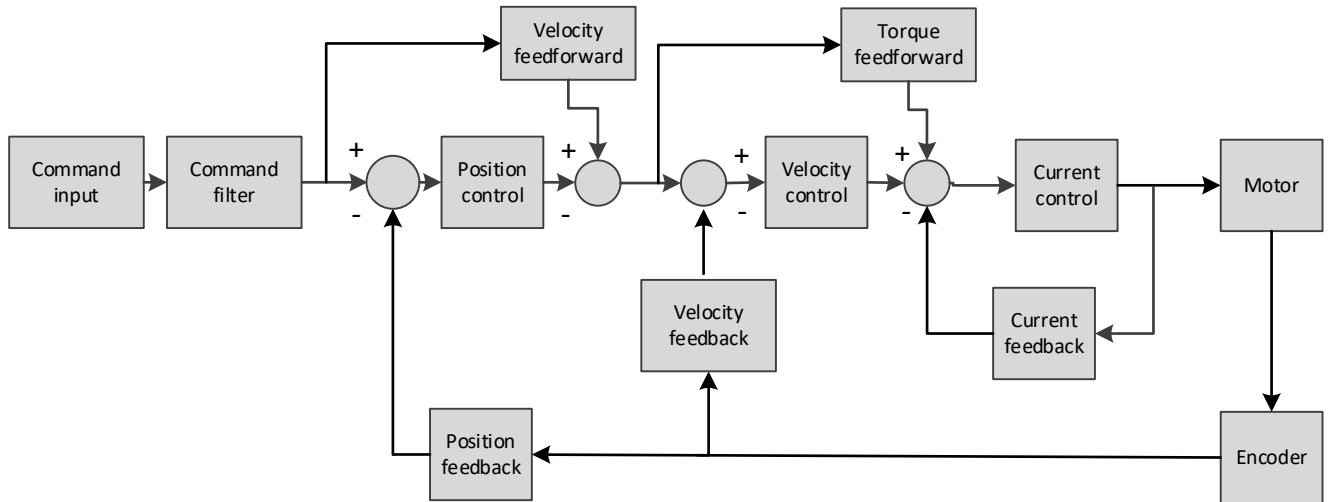 Velocity
feedforward
Torque
feedforward
Command
input
Command
filter
+
-
Position
control
+
-
+
-
Velocity
control
+
-
Current
control
Motor
Velocity
feedback
Current
feedback
Position
feedback
Encoder